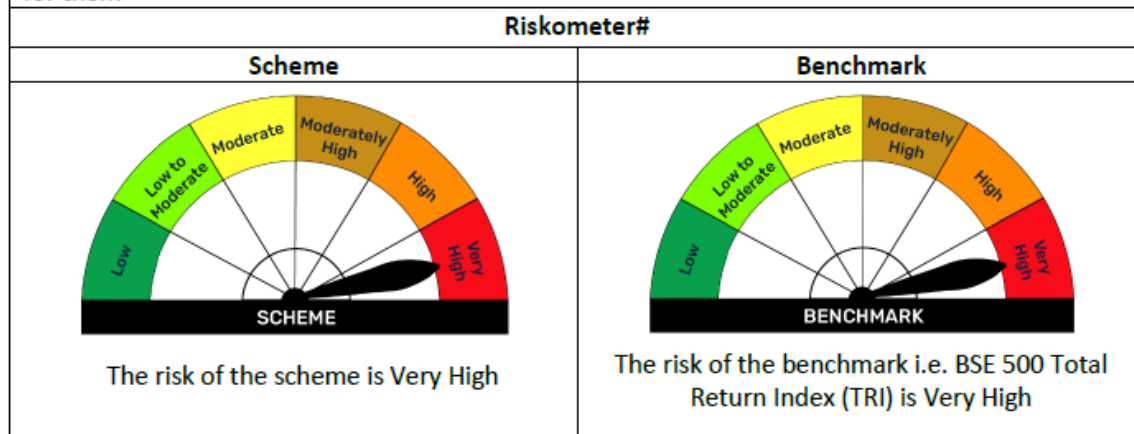 Riskometer#
Scheme
Benchmark
Low
Low to
Moderate
Moderate
Moderately
High
High
Very
High
SCHEME
The risk of the scheme is Very High
Low
Low to
Moderate
Moderate
Moderately
High
High
Very
High
BENCHMARK
The risk of the benchmark i.e. BSE 500 Total
Return Index (TRI) is Very High